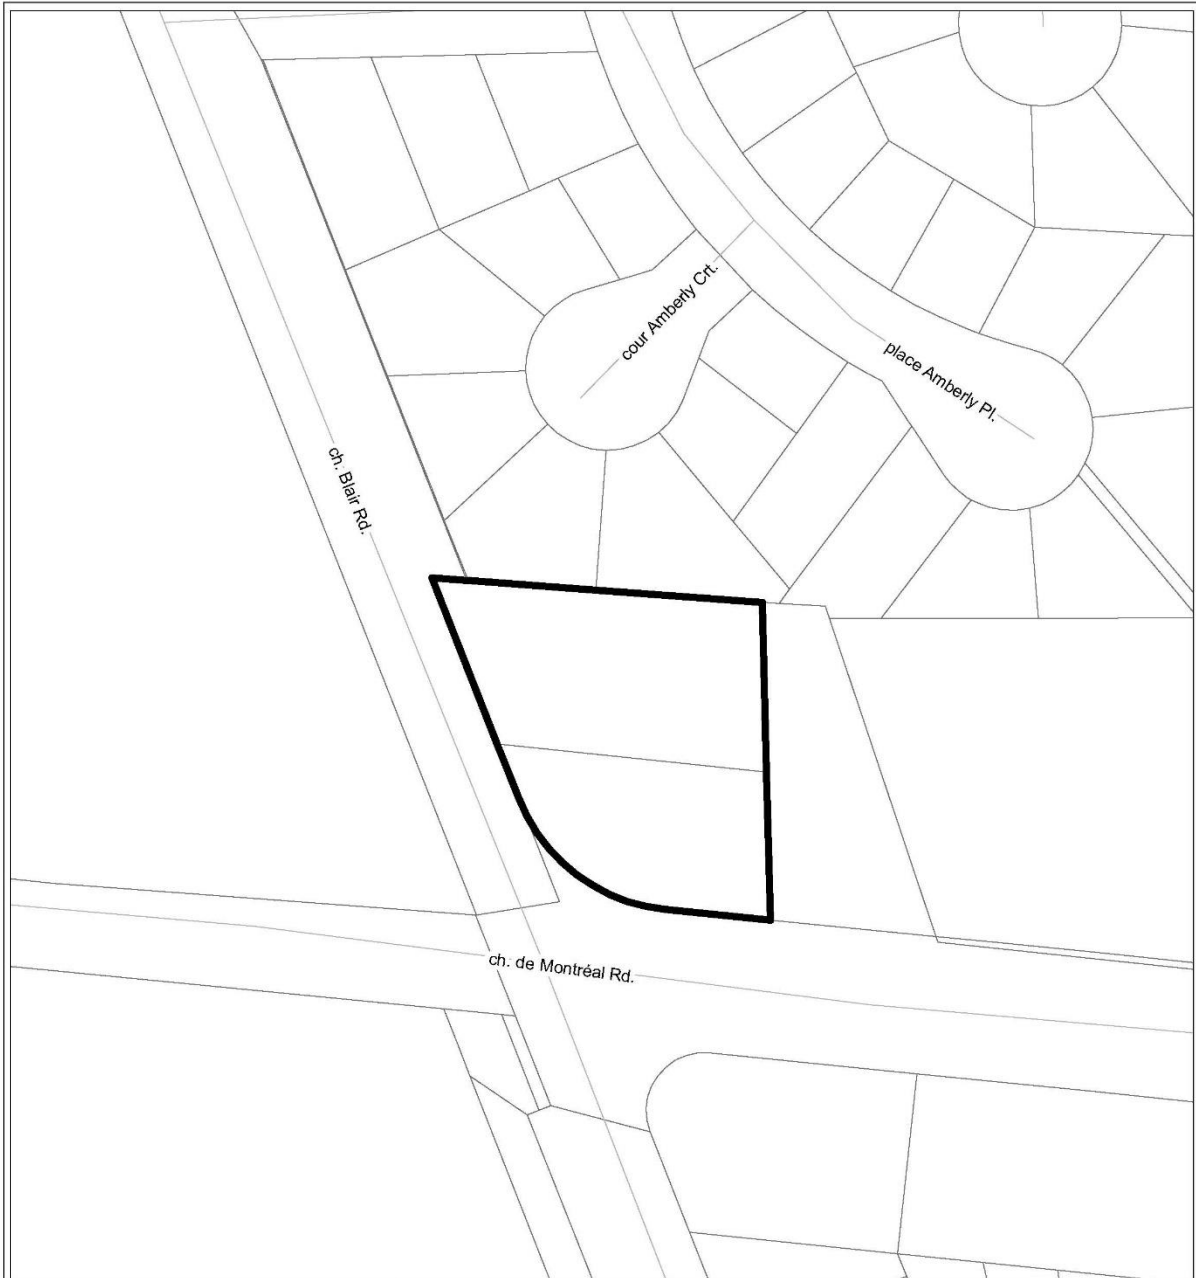 cour Amberly Crt.
place Amberly Pl.
ch. Blair Rd.
ch. de Montréal Rd.